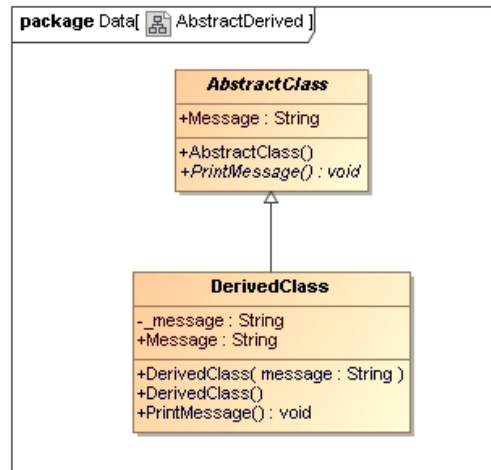 package Data[ AbstractDerived ]
AbstractClass
+Message : String
+AbstractClass()
+PrintMessage() : void
DerivedClass
-_message : String
+Message : String
+DerivedClass( message : String )
+DerivedClass()
+PrintMessage() : void